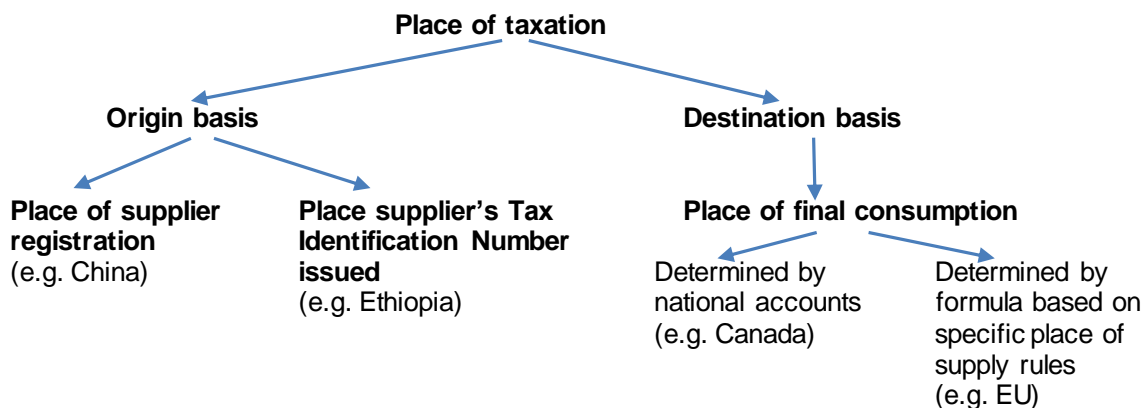 Place of taxation
Origin basis
Destination basis
Place of supplier
registration
(e.g. China)
Place supplier's Tax
Identification Number
issued
(e.g. Ethiopia)
Place of final consumption
Determined by
national accounts
(e.g. Canada)
Determined by
formula based on
specific place of
supply rules
(e.g. EU)